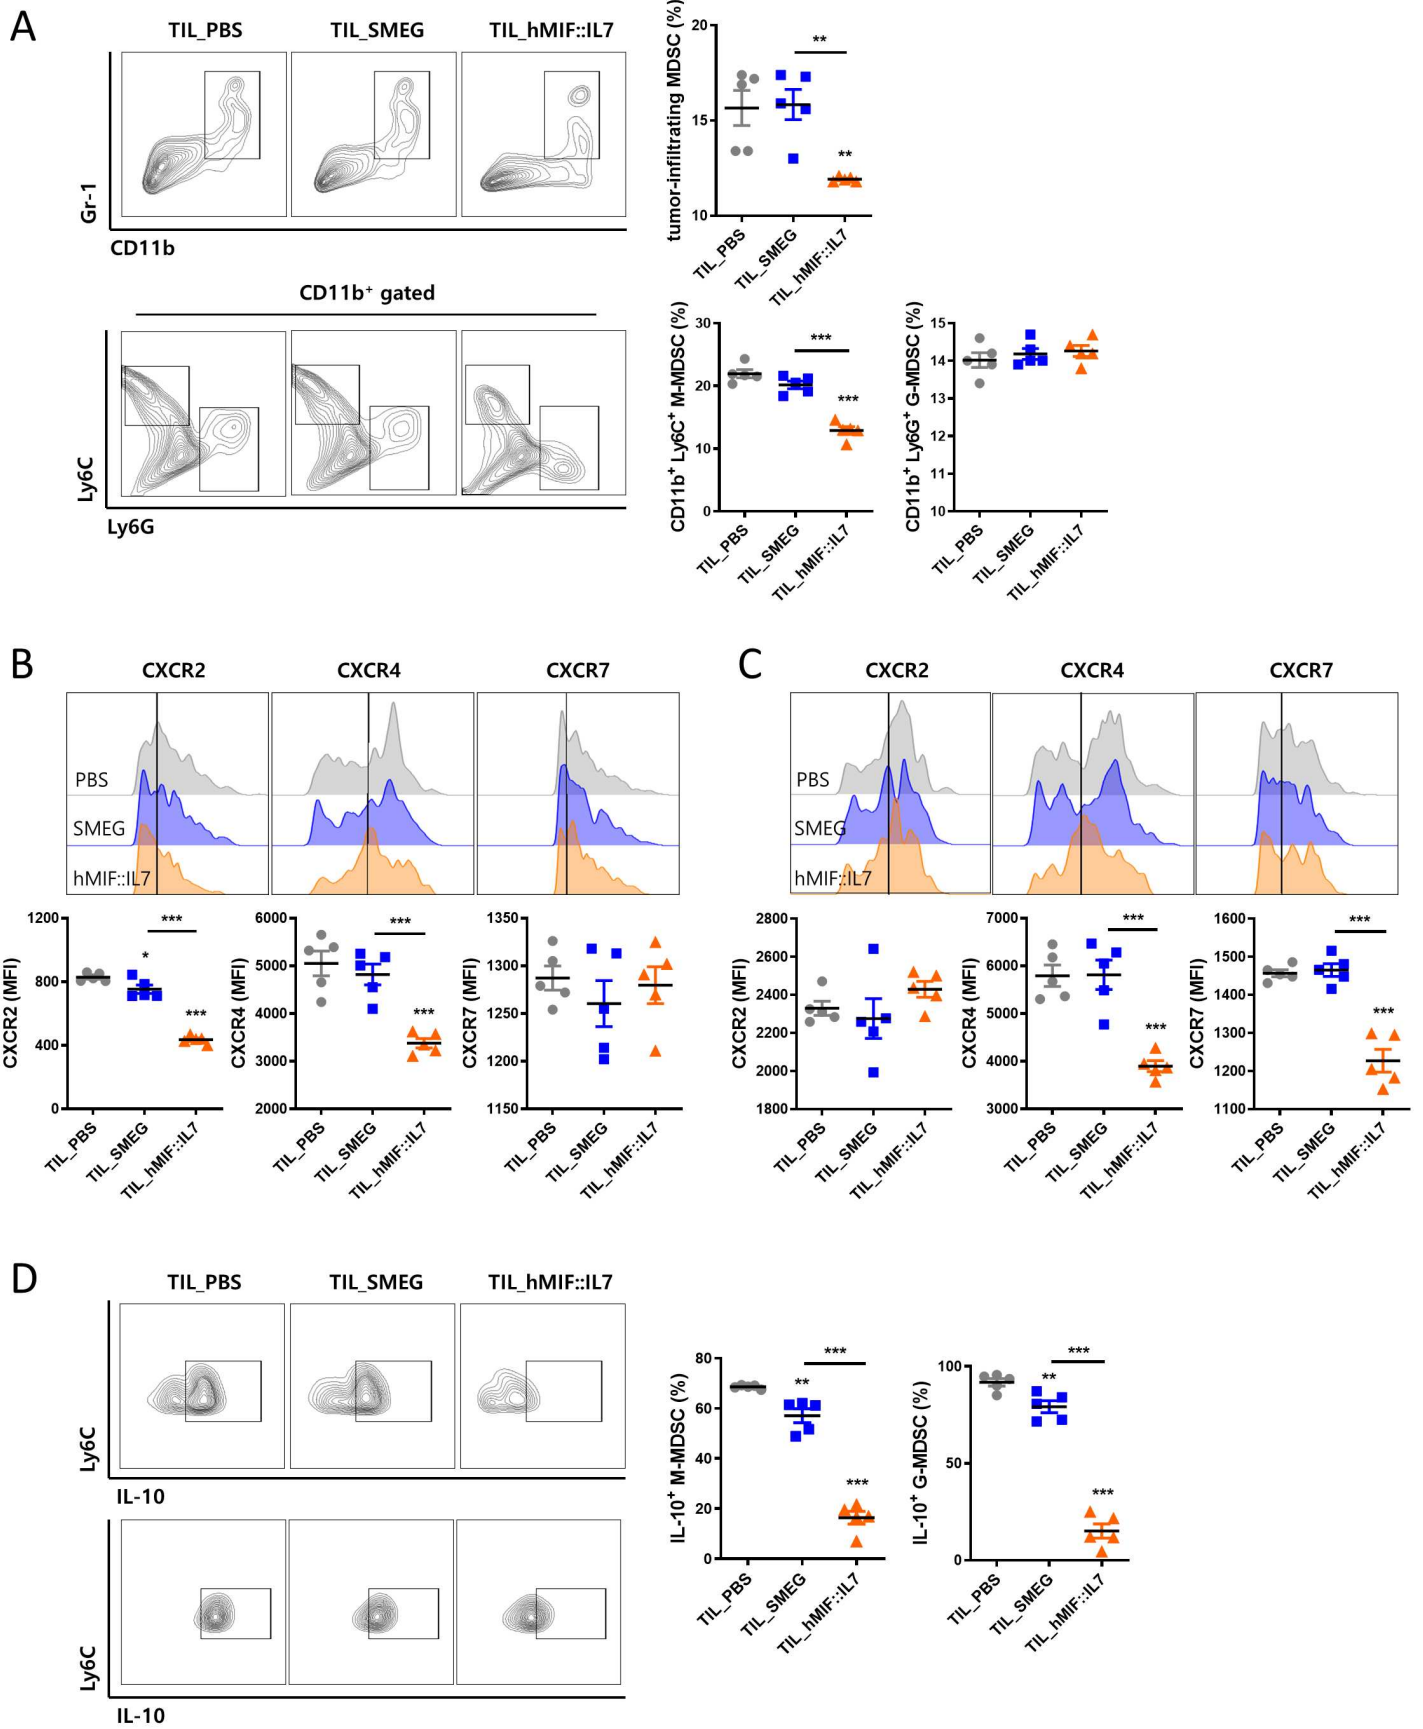 A
TIL_PBS
TIL_SMEG
TIL_hMIF::IL7
Gr-1
CD11b
tumor-infiltrating MDSC (%)
20
15
10
**
**
TIL_PBS
TIL_SMEG
TIL_hMIF::IL7
CD11b⁺ gated
Ly6C
Ly6G
CD11b⁺ Ly6C⁺ M-MDSC (%)
30
20
10
0
***
***
TIL_PBS
TIL_SMEG
TIL_hMIF::IL7
CD11b⁺ Ly6G⁺ G-MDSC (%)
15
14
13
12
11
10
TIL_PBS
TIL_SMEG
TIL_hMIF::IL7
B
CXCR2
CXCR4
CXCR7
PBS
SMEG
hMIF::IL7
CXCR2 (MFI)
1200
800
400
0
***
*
***
TIL_PBS
TIL_SMEG
TIL_hMIF::IL7
CXCR4 (MFI)
6000
5000
4000
3000
2000
***
***
TIL_PBS
TIL_SMEG
TIL_hMIF::IL7
CXCR7 (MFI)
1350
1300
1250
1200
1150
TIL_PBS
TIL_SMEG
TIL_hMIF::IL7
C
CXCR2
CXCR4
CXCR7
PBS
SMEG
hMIF::IL7
CXCR2 (MFI)
2800
2600
2400
2200
2000
1800
TIL_PBS
TIL_SMEG
TIL_hMIF::IL7
CXCR4 (MFI)
7000
6000
5000
4000
3000
***
***
TIL_PBS
TIL_SMEG
TIL_hMIF::IL7
CXCR7 (MFI)
1600
1500
1400
1300
1200
1100
***
***
TIL_PBS
TIL_SMEG
TIL_hMIF::IL7
D
TIL_PBS
TIL_SMEG
TIL_hMIF::IL7
Ly6C
IL-10
Ly6C
IL-10
IL-10⁺ M-MDSC (%)
80
60
40
20
0
***
**
***
TIL_PBS
TIL_SMEG
TIL_hMIF::IL7
IL-10⁺ G-MDSC (%)
100
50
0
***
**
***
TIL_PBS
TIL_SMEG
TIL_hMIF::IL7